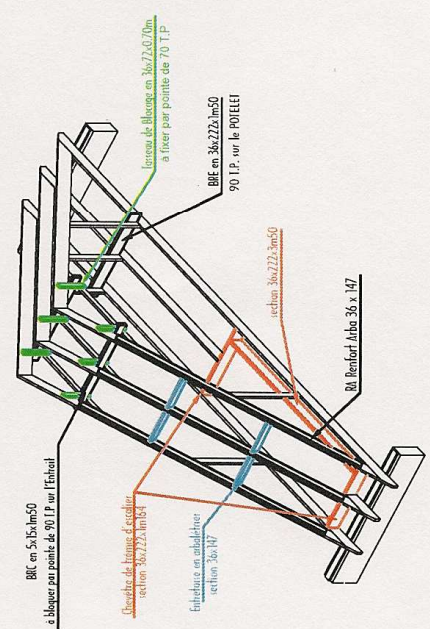 BRC en 5x15x1m50
à bloquer par pointe de 90 T.P sur l'Entrait
Chevêtre de trémie d'escalier
section 36x222x1m164
Entretoise en arbalétrier
section 36x147
Tasseau de Blocage en 36x72x0.70m
à fixer par pointe de 70 T.P
BRE en 36x222x1m50
90 T.P. sur le POTELET
section 36x222x3m50
RA Renfort Arba 36 x 147